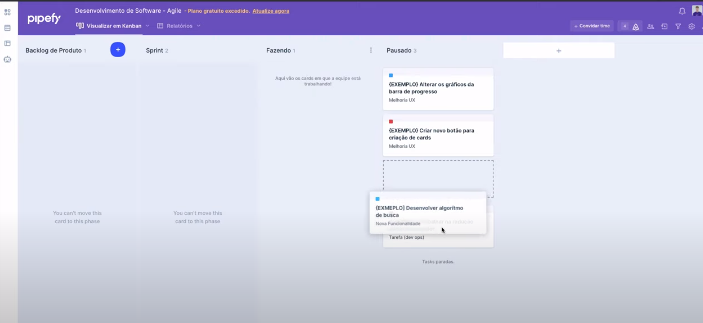 pipefy
Desenvolvimento de Software - Agile - Plano gratuito excedido. Atualize agora
Visualizar em Kanban
Relatórios
+ Convidar time
Backlog de Produto 1
+
Sprint 2
Fazendo 1
Pausado 3
+
Aqui vão os cards em que a equipe está
trabalhando!
(EXEMPLO) Alterar os gráficos da
barra de progresso
Melhoria UX
(EXEMPLO) Criar novo botão para
criação de cards
Melhoria UX
(EXMEPLO) Desenvolver algoritmo
de busca
Nova Funcionalidade
Tarefa (dev ops)
You can't move this
card to this phase
You can't move this
card to this phase
Tasks paradas